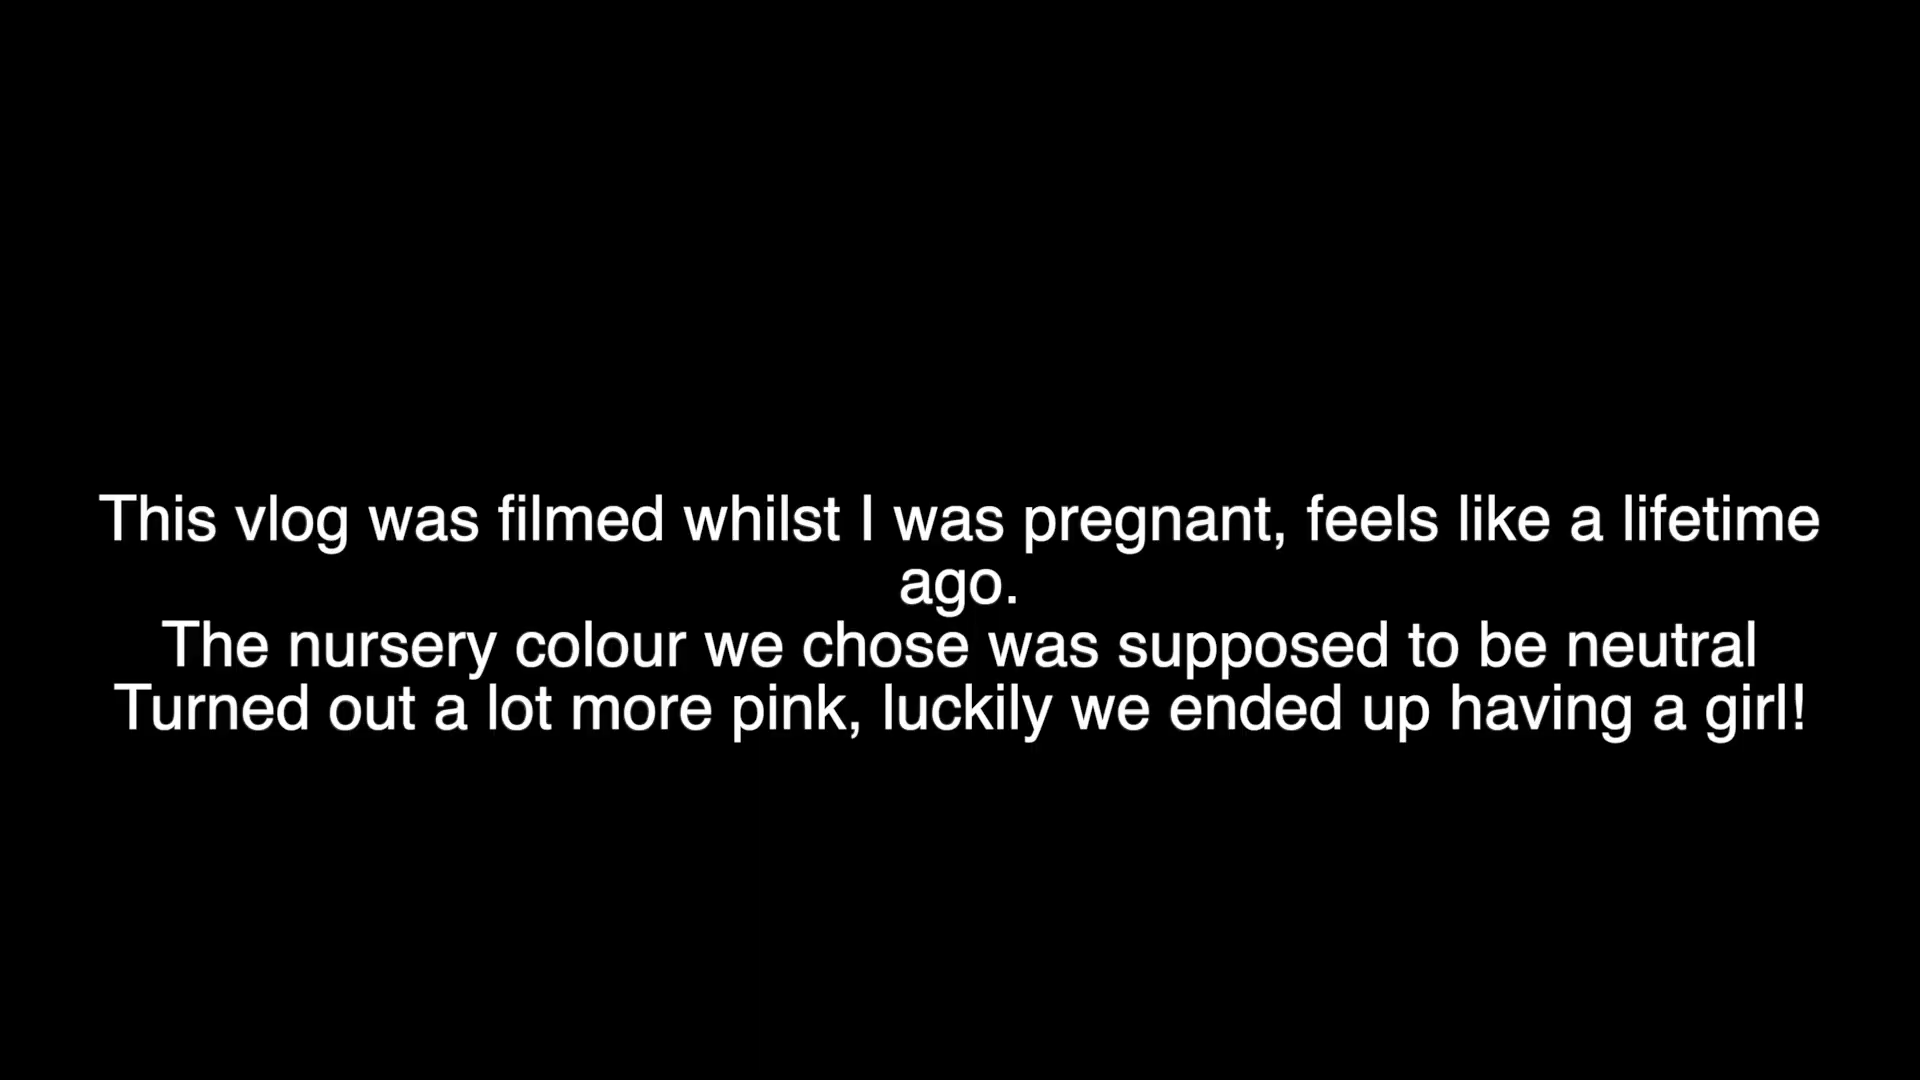 This vlog was filmed whilst I was pregnant, feels like a lifetime
ago.
The nursery colour we chose was supposed to be neutral
Turned out a lot more pink, luckily we ended up having a girl!